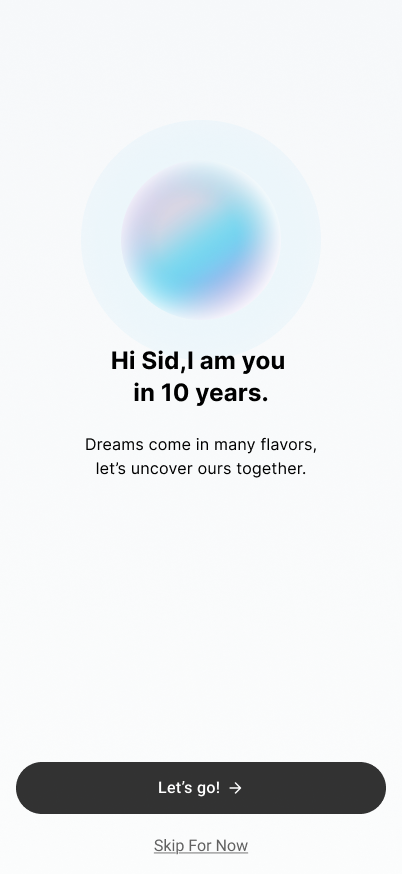 Hi Sid,I am you
in 10 years.
Dreams come in many flavors,
let’s uncover ours together.
Let’s go! →
Skip For Now